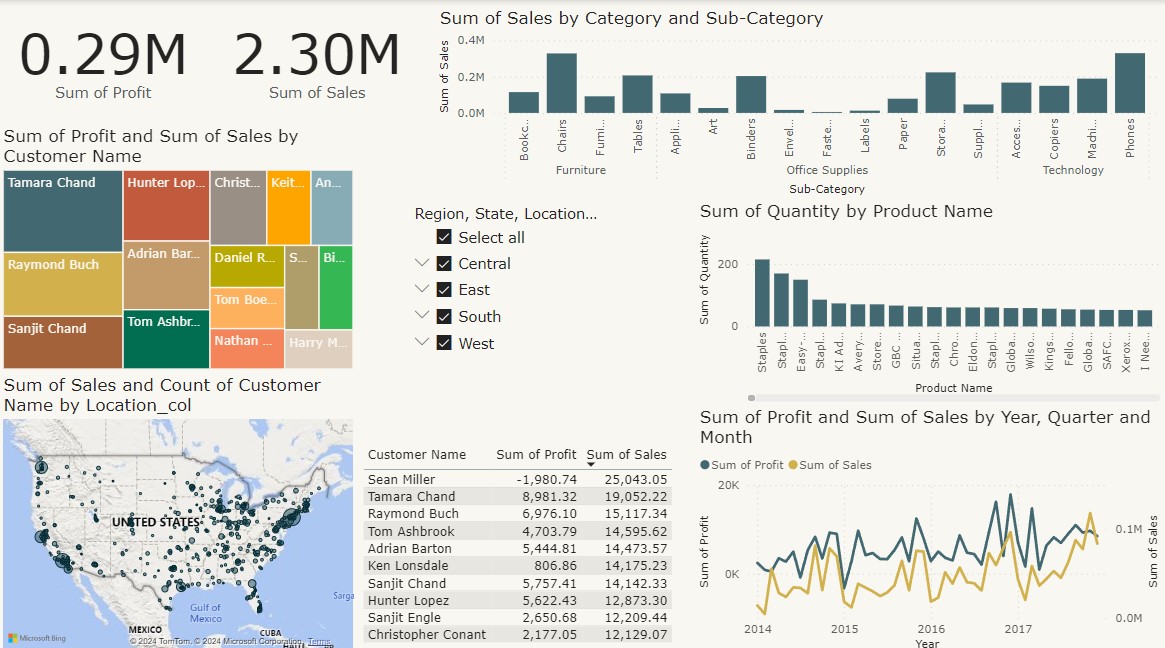 0.29M
Sum of Profit
2.30M
Sum of Sales
Sum of Profit and Sum of Sales by
Customer Name
Tamara Chand
Raymond Buch
Sanjit Chand
Hunter Lop...
Adrian Bar...
Tom Ashbr...
Christ...
Keit...
An...
Daniel R...
Tom Boe...
Nathan ...
S...
Bi...
Harry M...
Sum of Sales and Count of Customer
Name by Location_col
UNITED STATES
Gulf of
Mexico
MEXICO
CUBA
Sarga
Microsoft Bing
© 2024 TomTom, © 2024 Microsoft Corporation, Terms
Sum of Sales by Category and Sub-Category
Sum of Sales
0.4M
0.2M
0.0M
Bookc...
Chairs
Furni...
Tables
Appli...
Art
Binders
Envel...
Faste...
Labels
Paper
Stora...
Suppl...
Acces...
Copiers
Machi...
Phones
Furniture
Office Supplies
Technology
Sub-Category
Region, State, Location...
Select all
Central
East
South
West
Customer Name Sum of Profit Sum of Sales
Sean Miller -1,980.74 25,043.05
Tamara Chand 8,981.32 19,052.22
Raymond Buch 6,976.10 15,117.34
Tom Ashbrook 4,703.79 14,595.62
Adrian Barton 5,444.81 14,473.57
Ken Lonsdale 806.86 14,175.23
Sanjit Chand 5,757.41 14,142.33
Hunter Lopez 5,622.43 12,873.30
Sanjit Engle 2,650.68 12,209.44
Christopher Conant 2,177.05 12,129.07
Sum of Quantity by Product Name
Sum of Quantity
200
0
Staples
Stapl...
Easy-...
Stapl...
KI Ad...
Avery...
Store...
GBC ...
Situa...
Stapl...
Chro...
Eldon...
Stapl...
Globa...
Wilso...
Kings...
Fello...
Globa...
SAFC...
Xerox...
I Nee...
Product Name
Sum of Profit and Sum of Sales by Year, Quarter and
Month
Sum of Profit Sum of Sales
Sum of Profit
20K
0K
0.1M
0.0M
Sum of Sales
2014 2015 2016 2017
Year